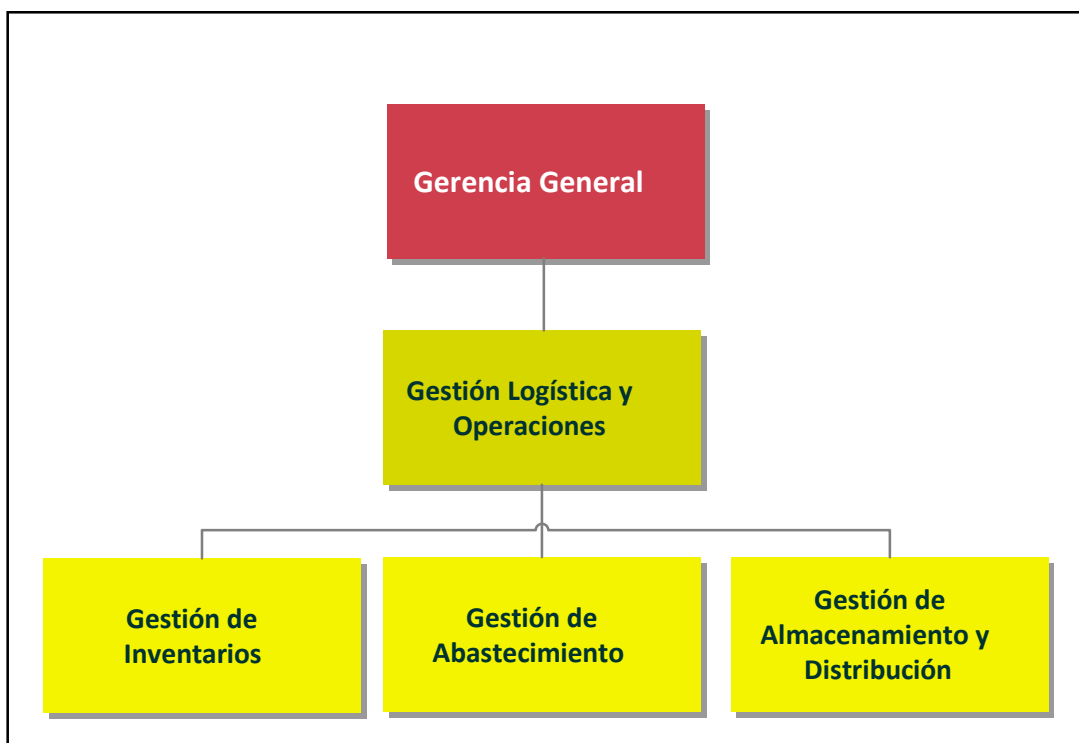 Gerencia General
Gestión Logística y
Operaciones
Gestión de
Inventarios
Gestión de
Abastecimiento
Gestión de
Almacenamiento y
Distribución